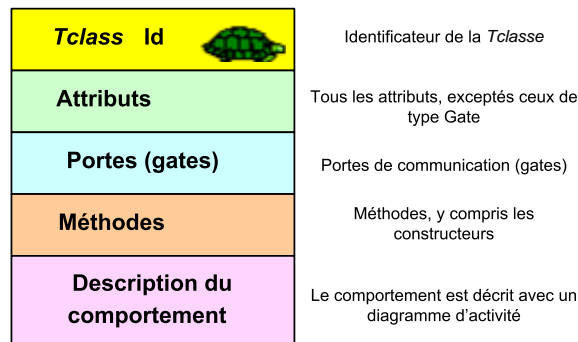 Tclass Id
Identificateur de la Tclasse
Attributs
Tous les attributs, exceptés ceux de
type Gate
Portes (gates)
Portes de communication (gates)
Méthodes
Méthodes, y compris les
constructeurs
Description du
comportement
Le comportement est décrit avec un
diagramme d’activité